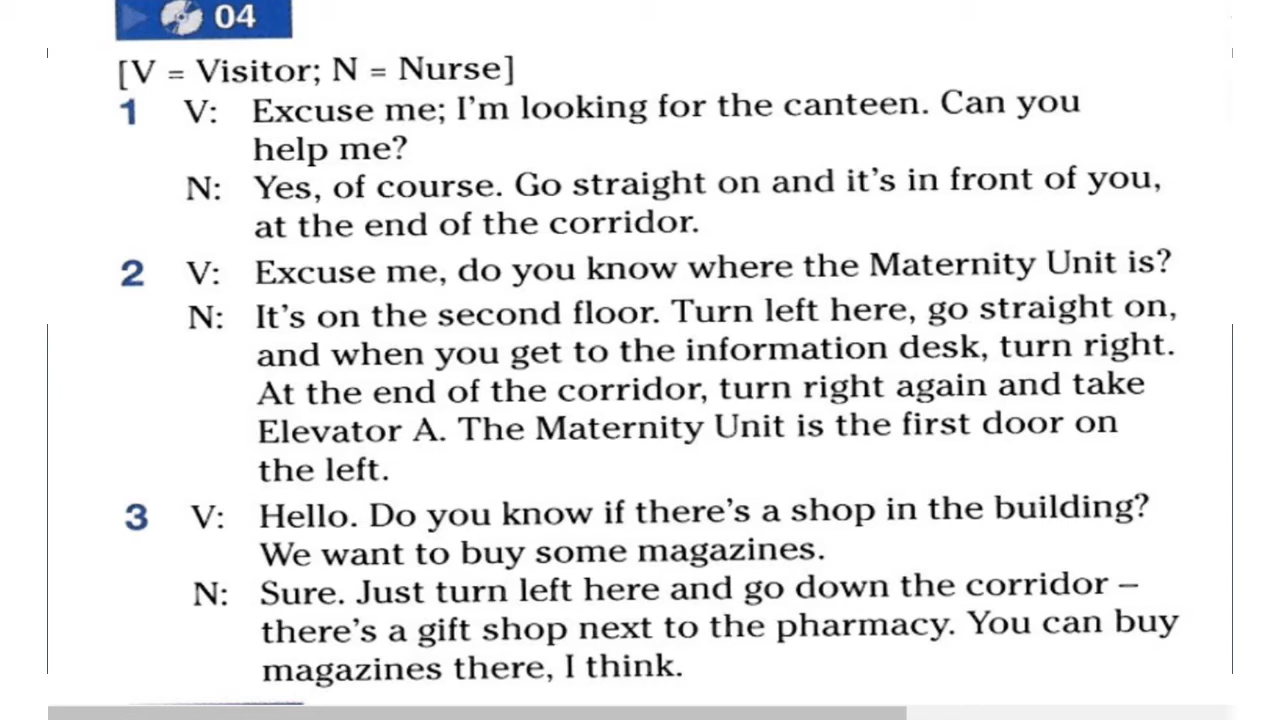 04
[V = Visitor; N = Nurse]
1 V: Excuse me; I'm looking for the canteen. Can you
help me?
N: Yes, of course. Go straight on and it's in front of you,
at the end of the corridor.
2 V: Excuse me, do you know where the Maternity Unit is?
N: It's on the second floor. Turn left here, go straight on,
and when you get to the information desk, turn right.
At the end of the corridor, turn right again and take
Elevator A. The Maternity Unit is the first door on
the left.
3 V: Hello. Do you know if there's a shop in the building?
We want to buy some magazines.
N: Sure. Just turn left here and go down the corridor –
there's a gift shop next to the pharmacy. You can buy
magazines there, I think.